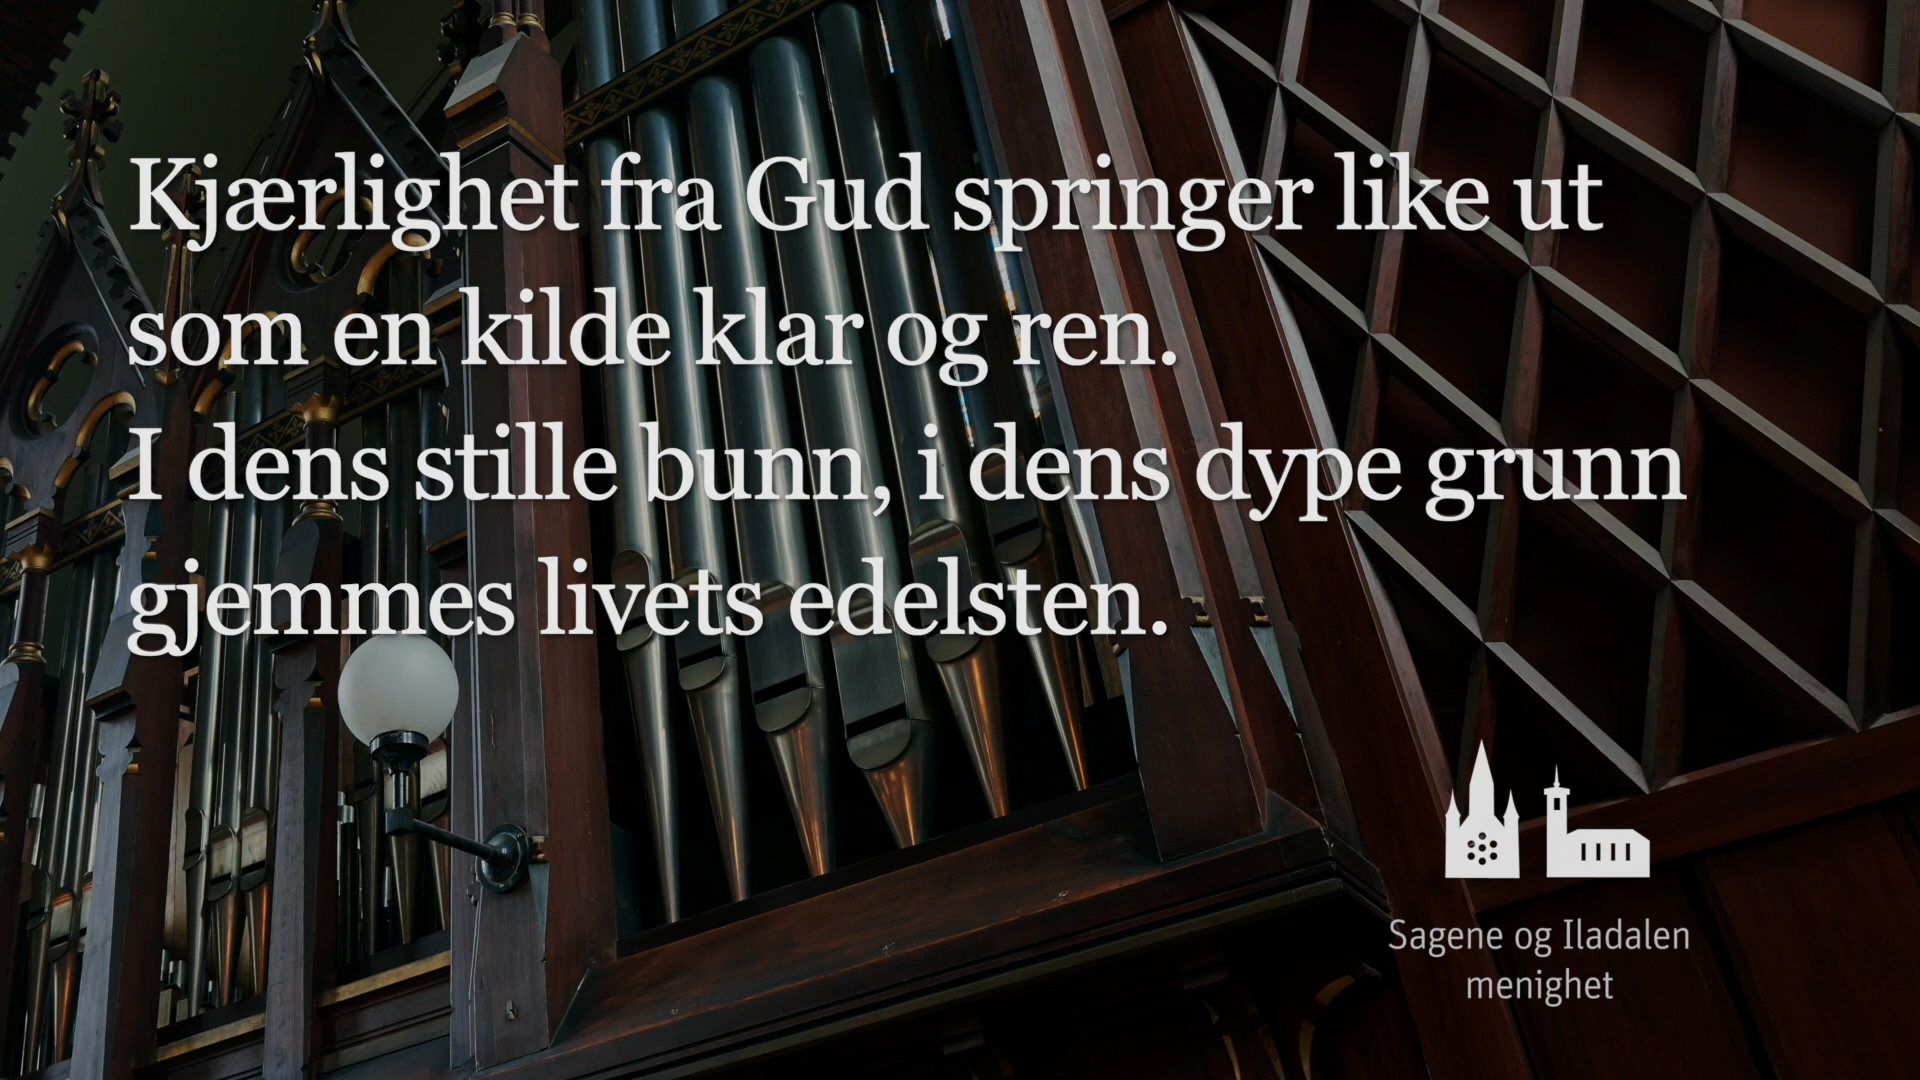 Kjærlighet fra Gud springer like ut
som en kilde klar og ren.
I dens stille bunn, i dens dype grunn
gjemmes livets edelsten.
Sagene og Iladalen
menighet